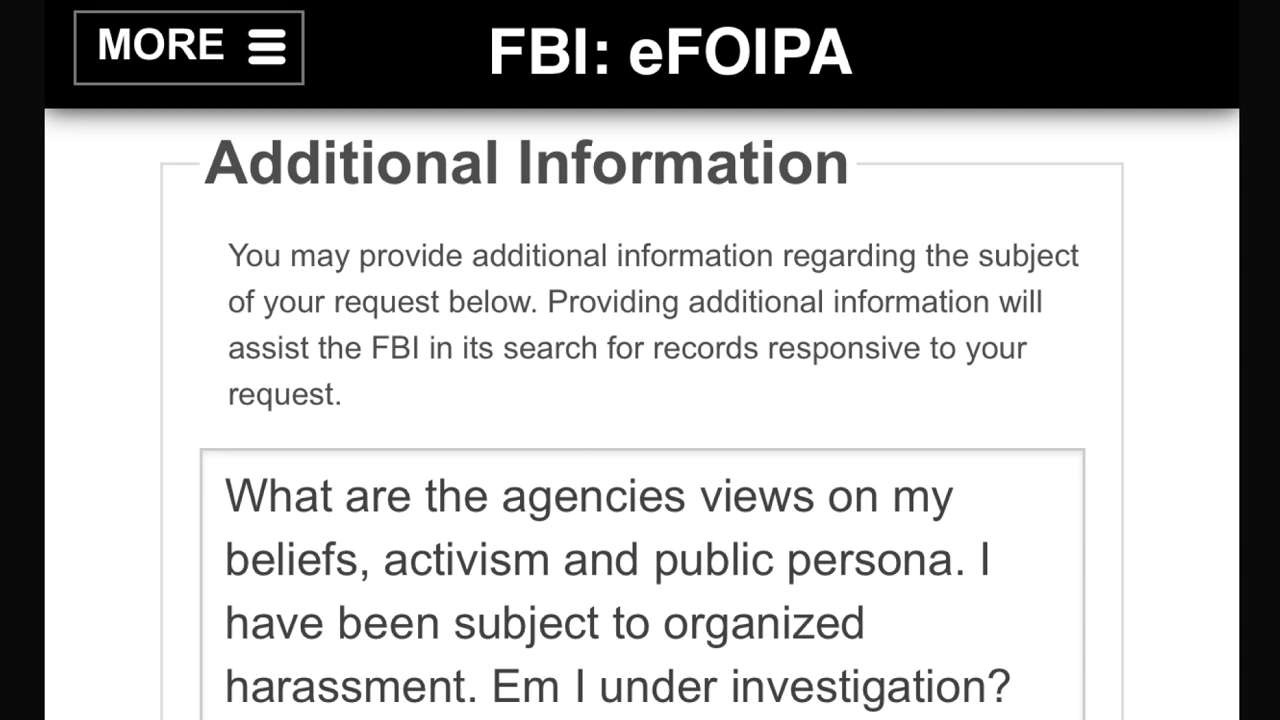 MORE
FBI: eFOIPA
Additional Information
You may provide additional information regarding the subject
of your request below. Providing additional information will
assist the FBI in its search for records responsive to your
request.
What are the agencies views on my
beliefs, activism and public persona. I
have been subject to organized
harassment. Em I under investigation?